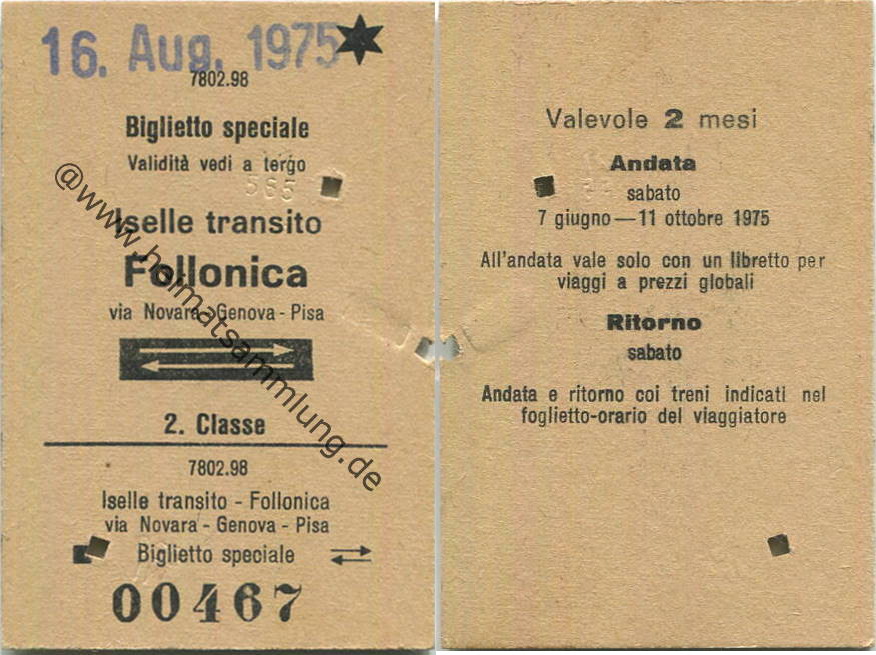 16. Aug. 1975
7802.98
Biglietto speciale
Validità vedi a tergo
565
Iselle transito
Follonica
via Novara - Genova - Pisa
2. Classe
7802.98
Iselle transito - Follonica
via Novara - Genova - Pisa
Biglietto speciale
00467
@www.heimatsammlung.de
Valevole 2 mesi
Andata
sabato
7 giugno — 11 ottobre 1975
All'andata vale solo con un libretto per
viaggi a prezzi globali
Ritorno
sabato
Andata e ritorno coi treni indicati nel
foglietto-orario del viaggiatore